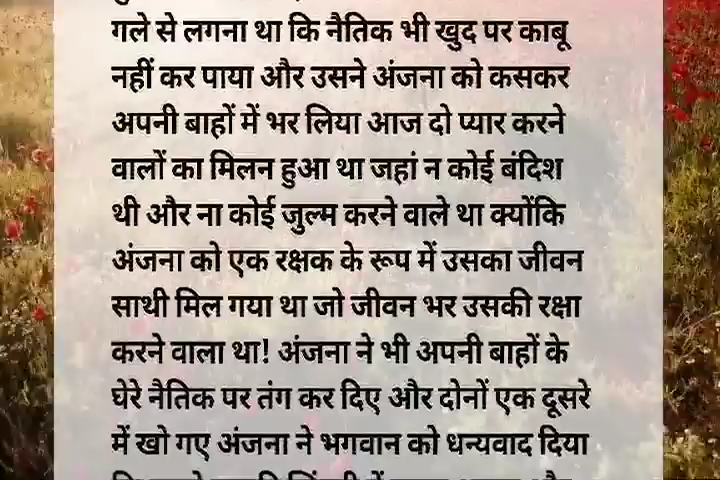 गले से लगना था कि नैतिक भी खुद पर काबू
नहीं कर पाया और उसने अंजना को कसकर
अपनी बाहों में भर लिया आज दो प्यार करने
वालों का मिलन हुआ था जहां न कोई बंदिश
थी और ना कोई जुल्म करने वाले था क्योंकि
अंजना को एक रक्षक के रूप में उसका जीवन
साथी मिल गया था जो जीवन भर उसकी रक्षा
करने वाला था! अंजना ने भी अपनी बाहों के
घेरे नैतिक पर तंग कर दिए और दोनों एक दूसरे
में खो गए अंजना ने भगवान को धन्यवाद दिया